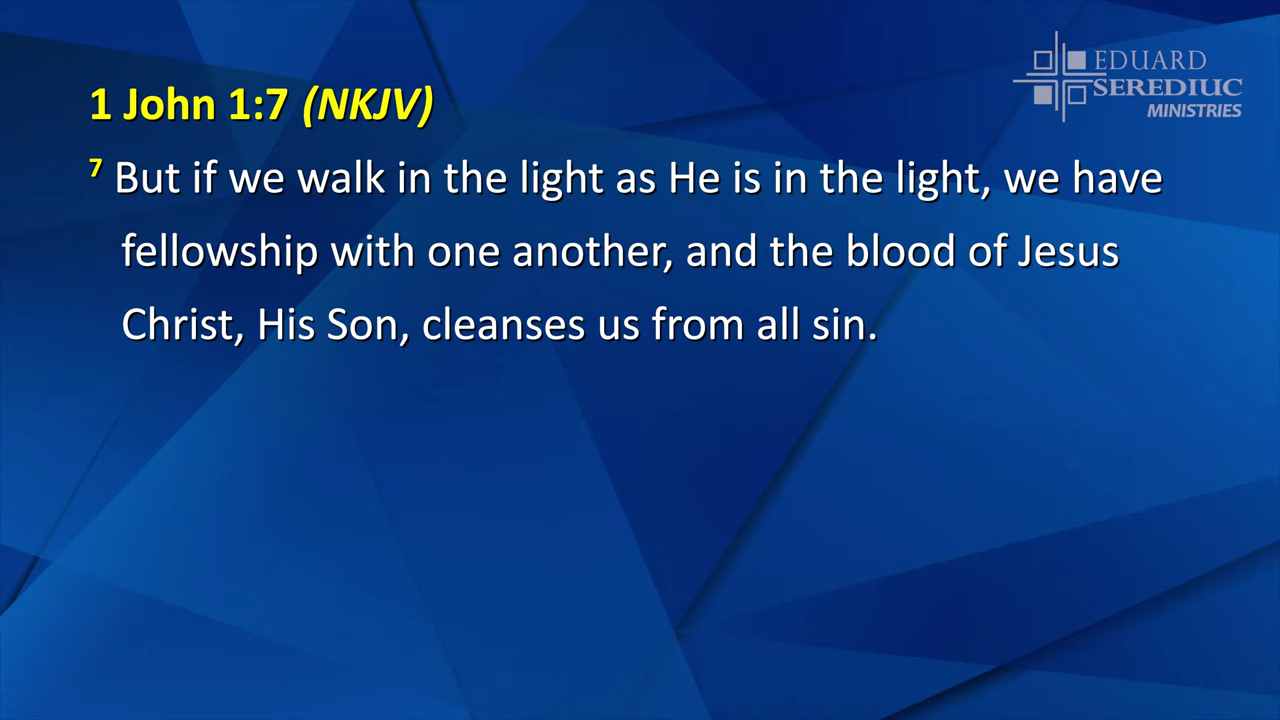 EDUARD
SEREDIUC
MINISTRIES
1 John 1:7 (NKJV)
7 But if we walk in the light as He is in the light, we have
fellowship with one another, and the blood of Jesus
Christ, His Son, cleanses us from all sin.